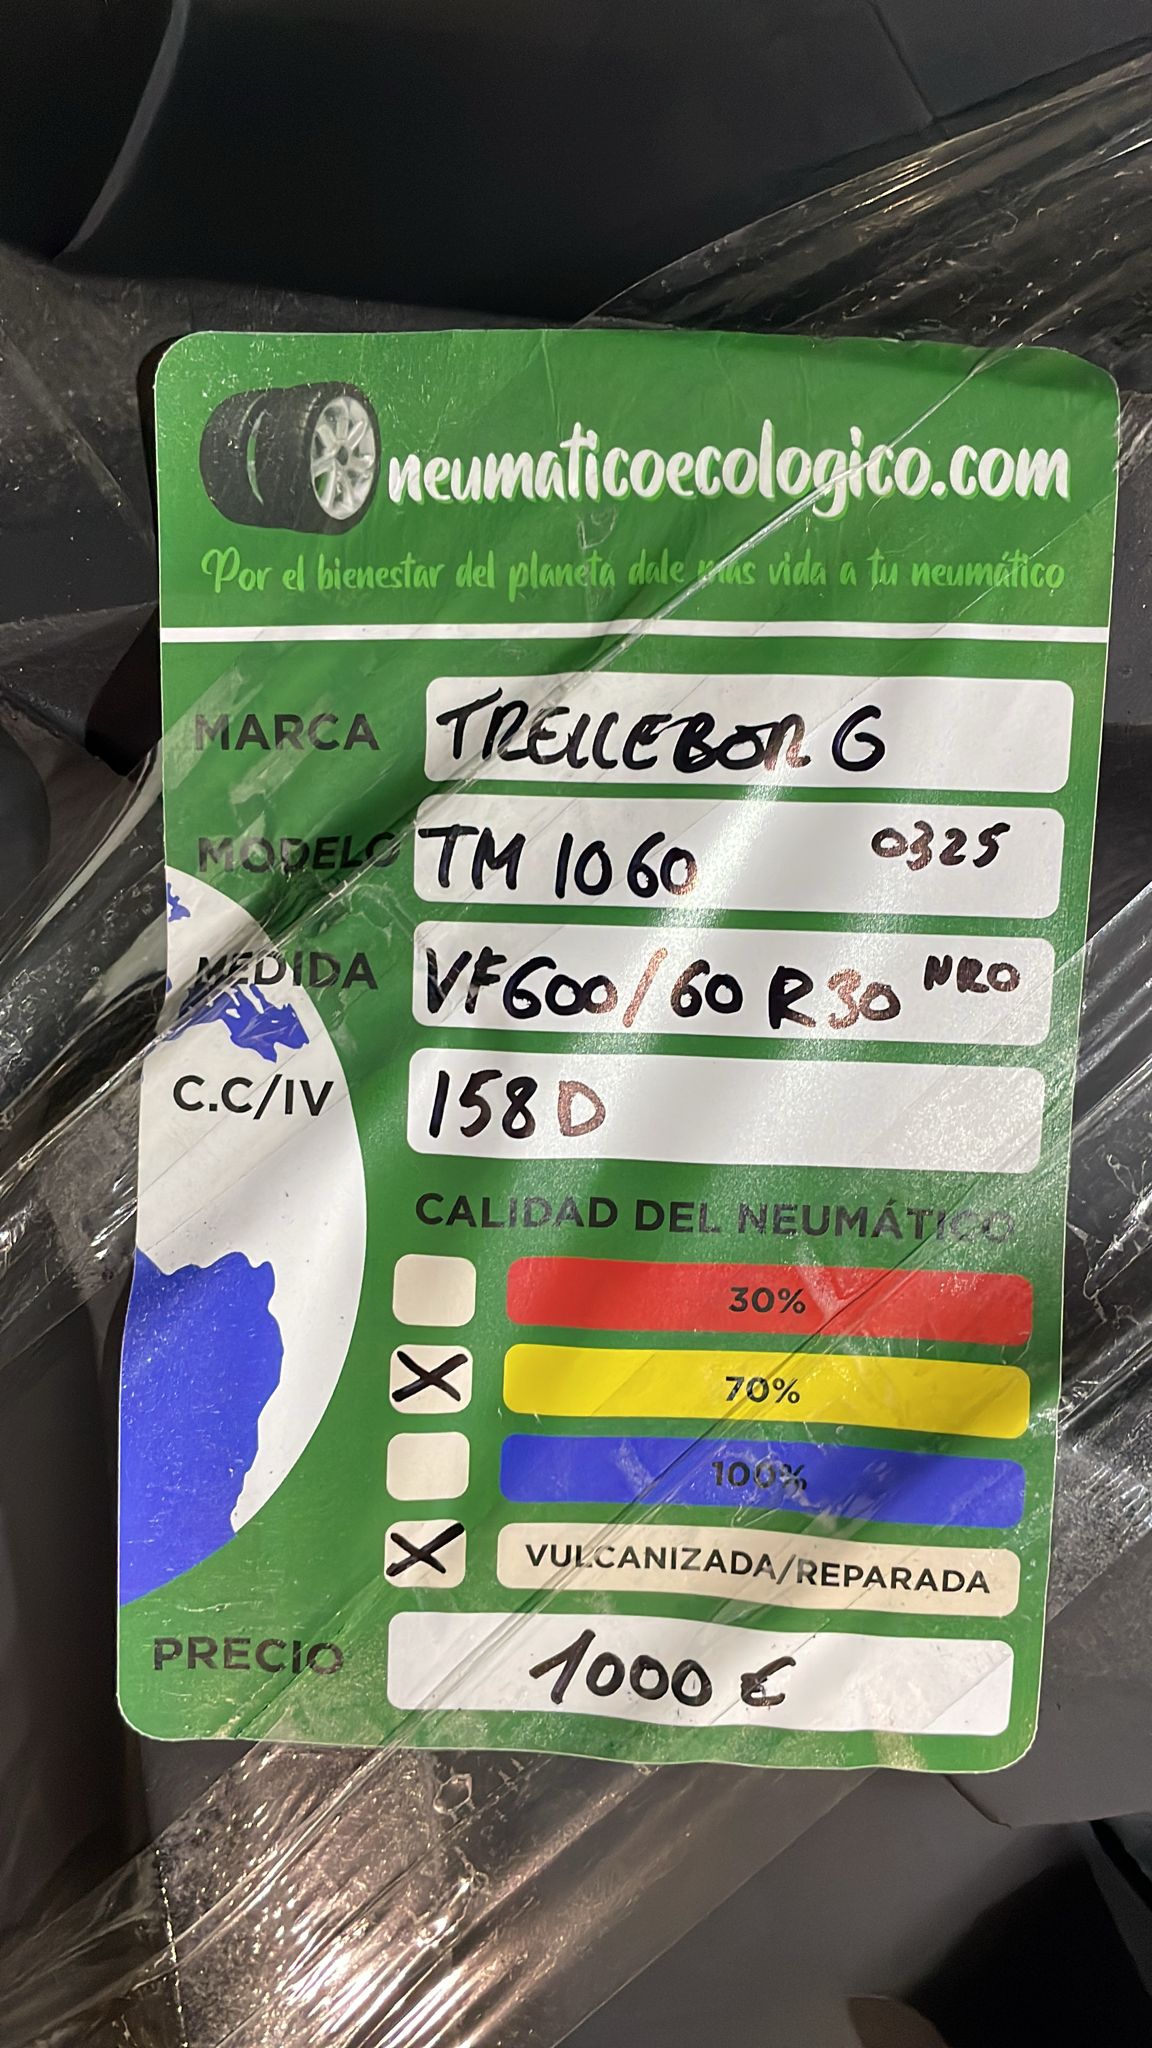 neumaticoecologico.com
Por el bienestar del planeta dale mas vida a tu neumático
MARCA TRELLEBORG
MODELO TM 1060 0325
MEDIDA VF600/60 R30 NRO
C.C/IV 158D
CALIDAD DEL NEUMÁTICO
30%
X 70%
100%
X VULCANIZADA/REPARADA
PRECIO 1000 €